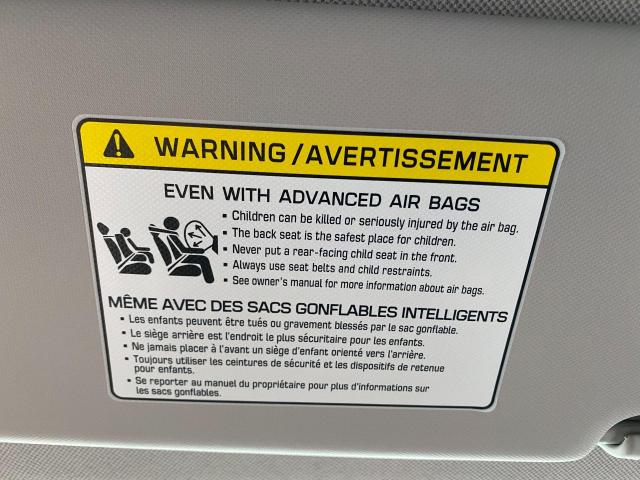 WARNING/AVERTISSEMENT
EVEN WITH ADVANCED AIR BAGS
▪ Children can be killed or seriously injured by the air bag.
▪ The back seat is the safest place for children.
▪ Never put a rear-facing child seat in the front.
▪ Always use seat belts and child restraints.
▪ See owner's manual for more information about air bags.
MÊME AVEC DES SACS GONFLABLES INTELLIGENTS
▪ Les enfants peuvent être tués ou gravement blessés par le sac gonflable.
▪ Le siège arrière est l'endroit le plus sécuritaire pour les enfants.
▪ Ne jamais placer à l'avant un siège d'enfant orienté vers l'arrière.
▪ Toujours utiliser les ceintures de sécurité et les dispositifs de retenue
pour enfants.
▪ Se reporter au manuel du propriétaire pour plus d'informations sur
les sacs gonflables.